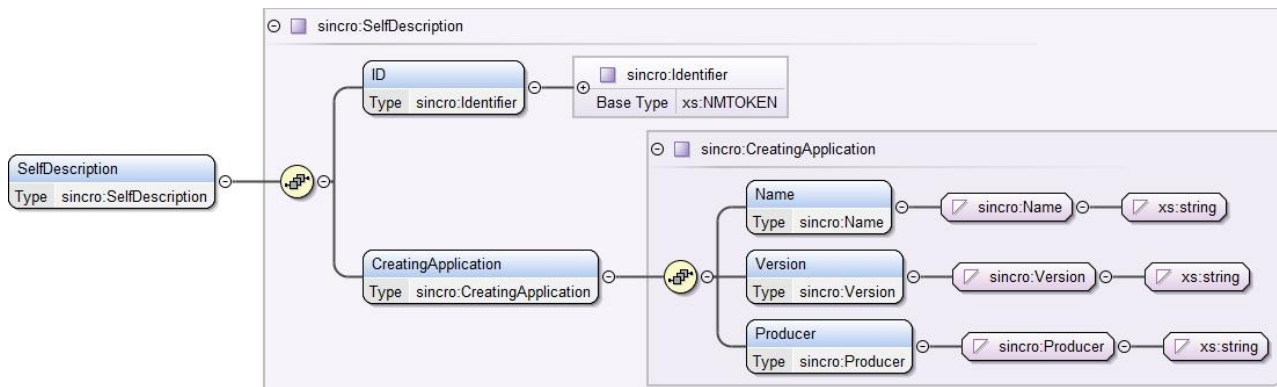 sincro:SelfDescription
ID
Type sincro:Identifier
sincro:Identifier
Base Type xs:NMTOKEN
sincro:CreatingApplication
SelfDescription
Type sincro:SelfDescription
Name
Type sincro:Name
sincro:Name
xs:string
CreatingApplication
Type sincro:CreatingApplication
Version
Type sincro:Version
sincro:Version
xs:string
Producer
Type sincro:Producer
sincro:Producer
xs:string